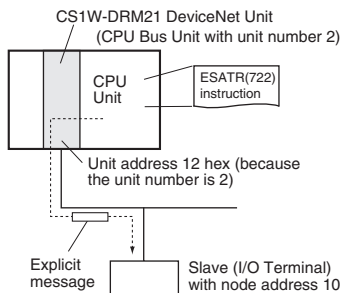 CS1W-DRM21 DeviceNet Unit
(CPU Bus Unit with unit number 2)
CPU
Unit
ESATR(722)
instruction
Unit address 12 hex (because
the unit number is 2)
Explicit
message
Slave (I/O Terminal)
with node address 10